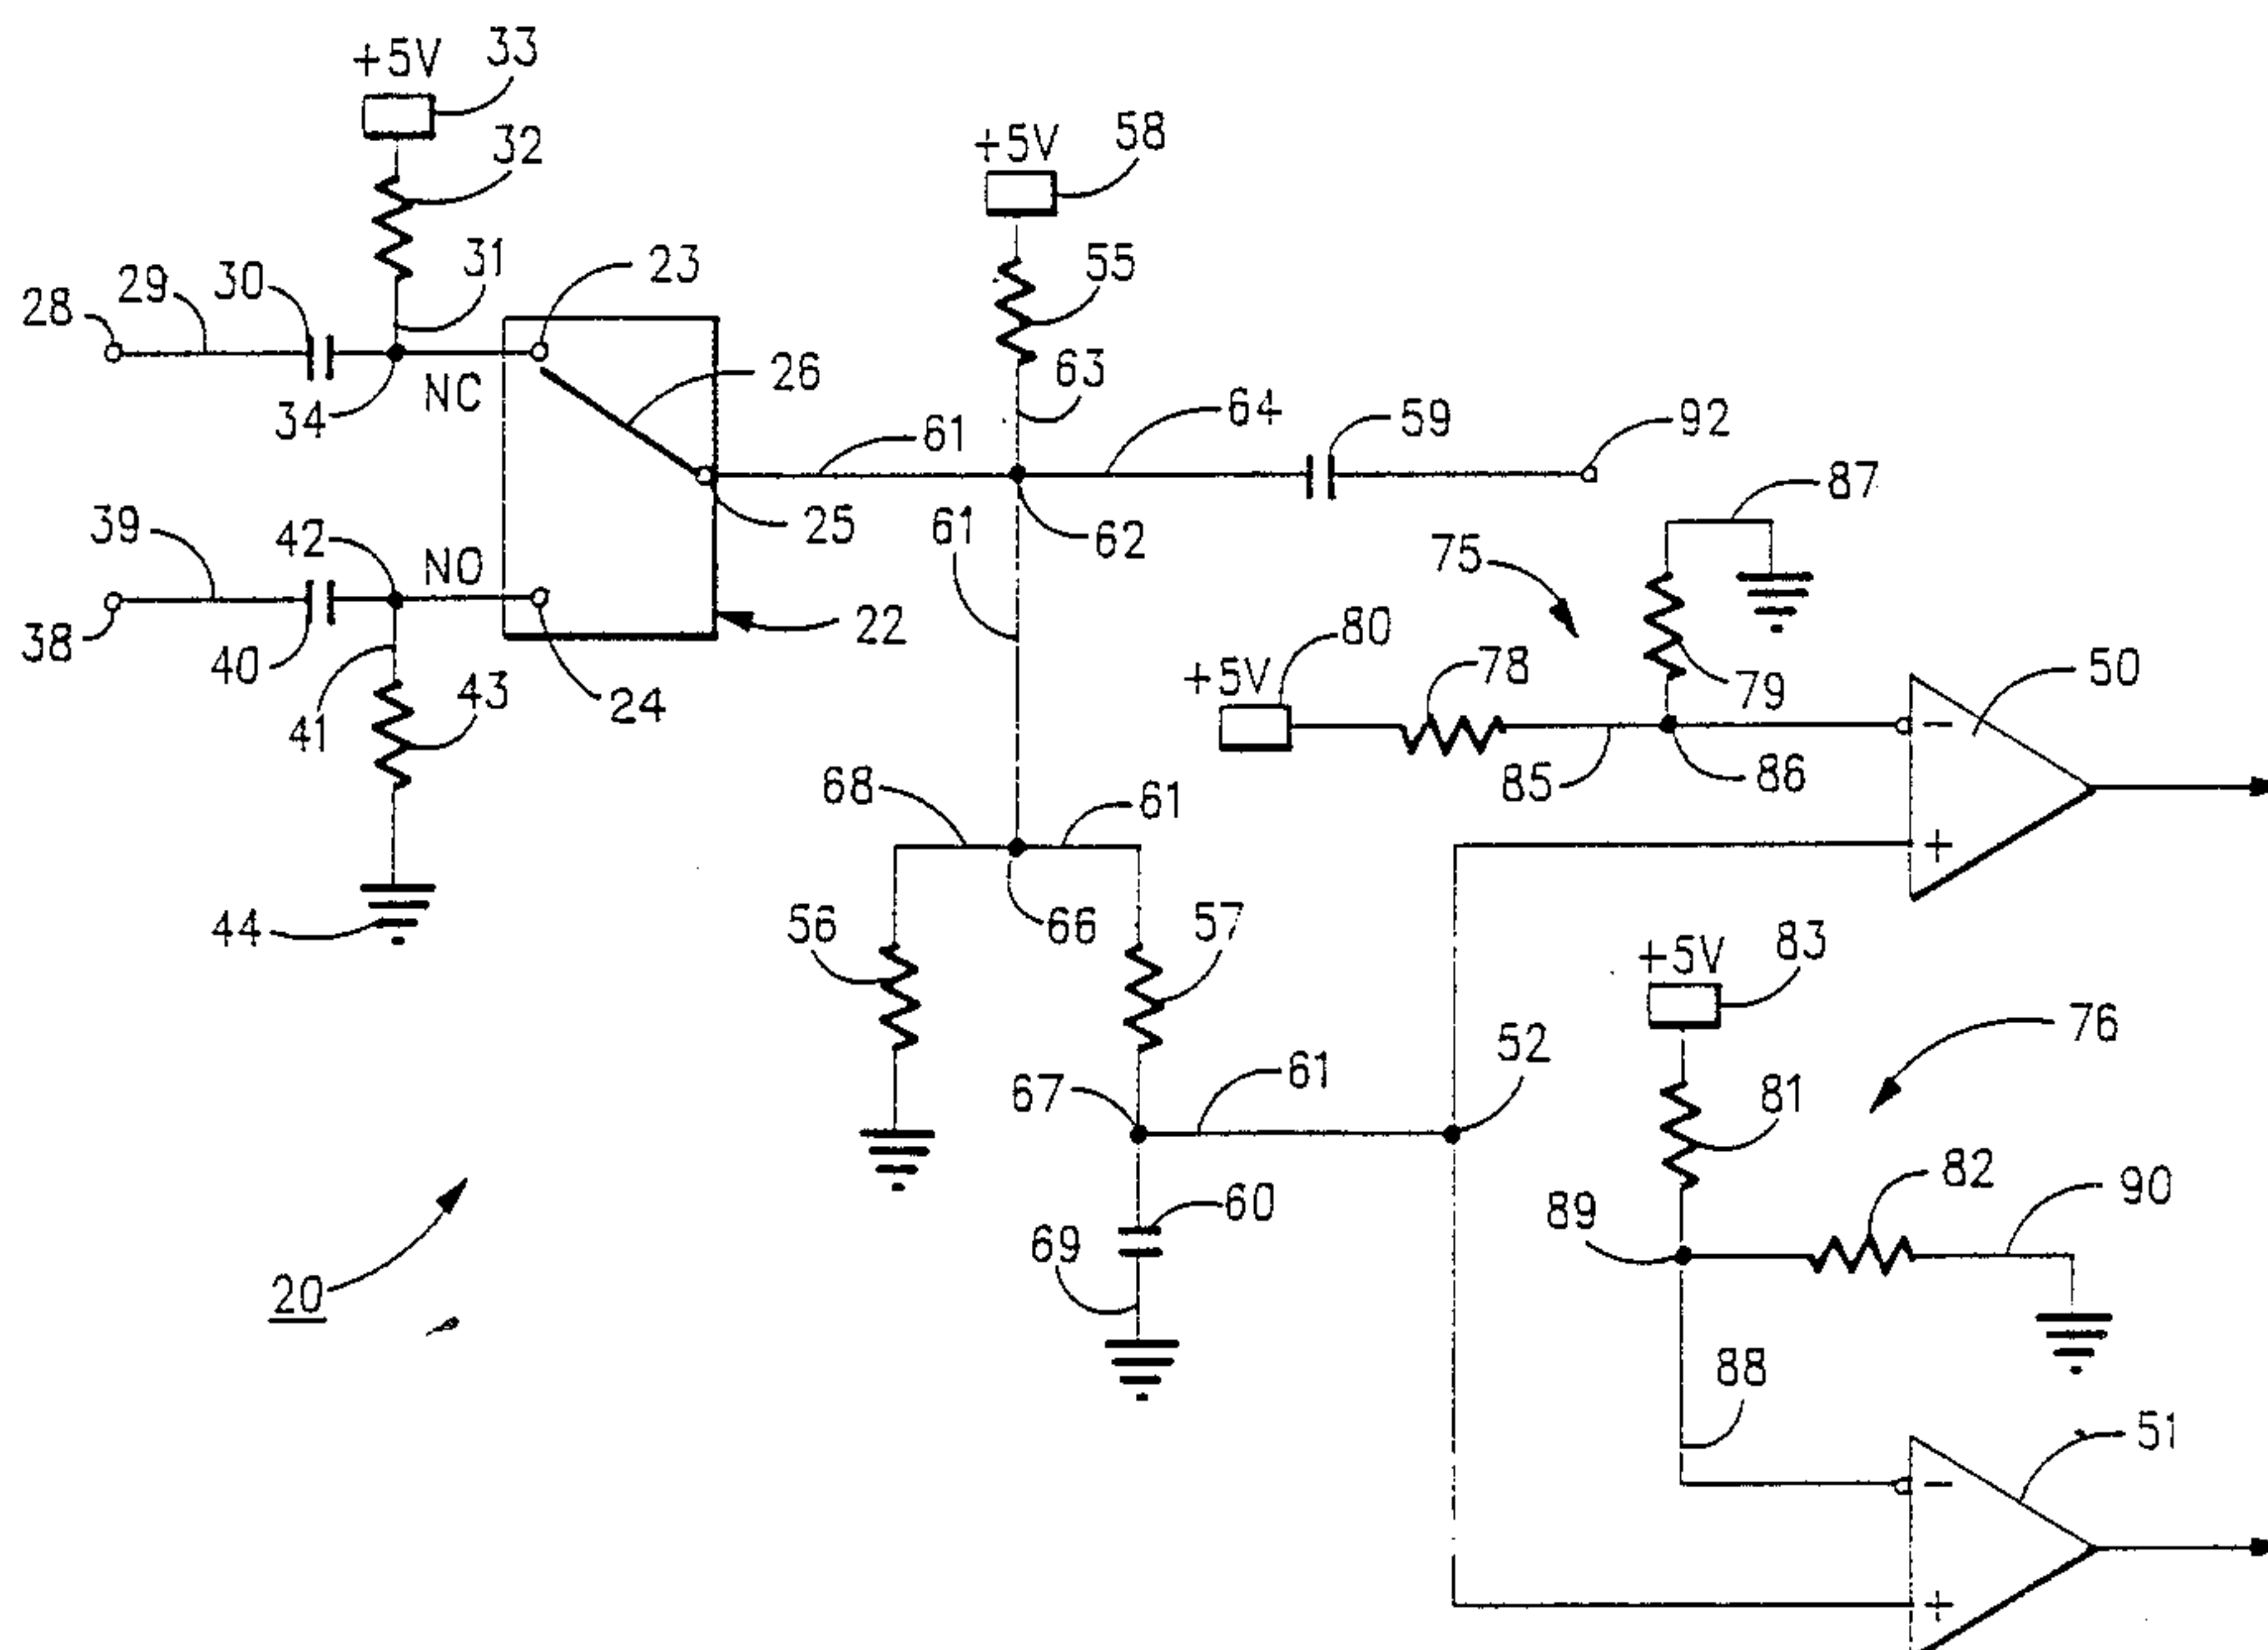 +5V 33
32
+5V 58
28 29 30 31 23
55
34 NC 26 63
61 64 59 92
25 61 62 87
39 42 NO 75
38 40 22 80
+5V 78 79 50
41 43 24
85 86
68 61
44 56 66 57
+5V 83
76
67 61 52 81
60 82 90
69 89
20
88
51
− + − +